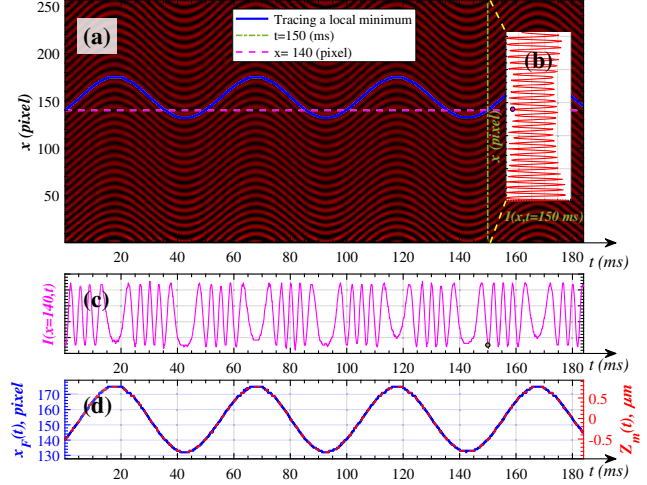 250
200
150
100
50
x (pixel)
(a)
Tracing a local minimum
t=150 (ms)
x= 140 (pixel)
(b)
x (pixel)
I(x,t=150 ms)
20 40 60 80 100 120 140 160 180
t (ms)
I(x=140,t)
(c)
20 40 60 80 100 120 140 160 180
t (ms)
x_F(t), pixel
170
160
150
140
130
(d)
0.5
0
-0.5
Z_m(t), μm
20 40 60 80 100 120 140 160 180
t (ms)